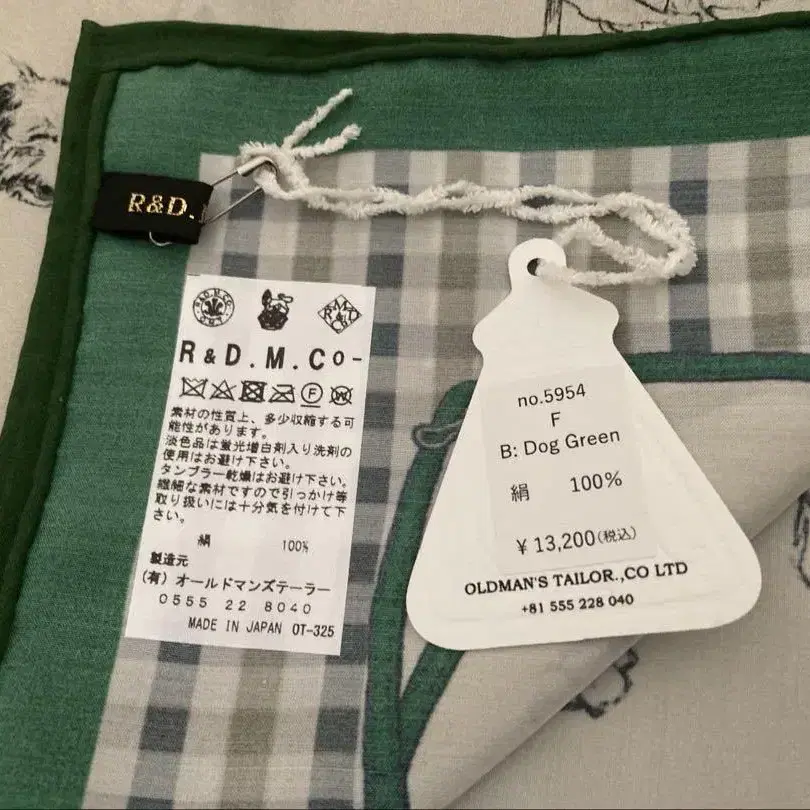 R&D.
R.&D.M.CO.
LTD.
R M D Co
R & D . M . Co-
F W
素材の性質上、多少収縮する可
能性があります。
淡色品は蛍光増白剤入り洗剤の
使用はお避け下さい。
タンブラー乾燥はお避け下さい。
繊細な素材ですので引っかけ等
取り扱いには十分気を付けて下
さい。
絹 100%
製造元
(有) オールドマンズテーラー
0555 22 8040
MADE IN JAPAN OT-325
no.5954
F
B: Dog Green
絹 100%
¥ 13,200(税込)
OLDMAN'S TAILOR.,CO LTD
+81 555 228 040